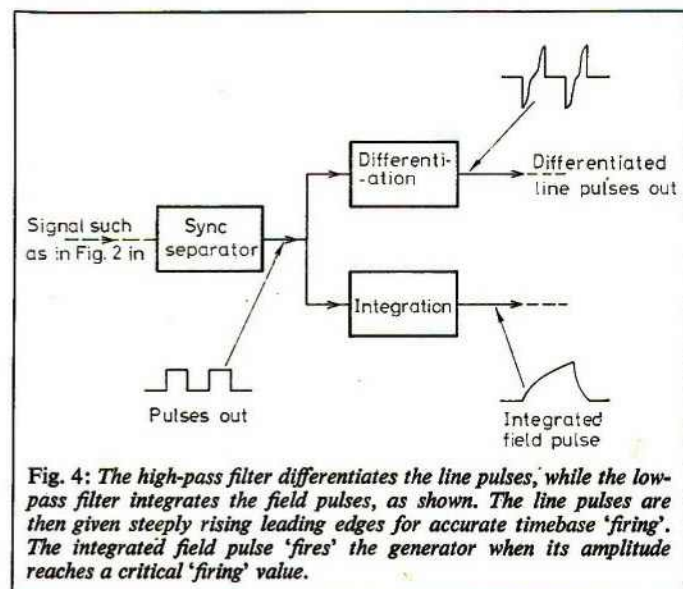 Differenti-
-ation
Differentiated
line pulses out
Signal such
as in Fig. 2 in
Sync
separator
Integration
Pulses out
Integrated
field pulse
Fig. 4: The high-pass filter differentiates the line pulses, while the low-
pass filter integrates the field pulses, as shown. The line pulses are
then given steeply rising leading edges for accurate timebase ‘firing’.
The integrated field pulse ‘fires’ the generator when its amplitude
reaches a critical ‘firing’ value.